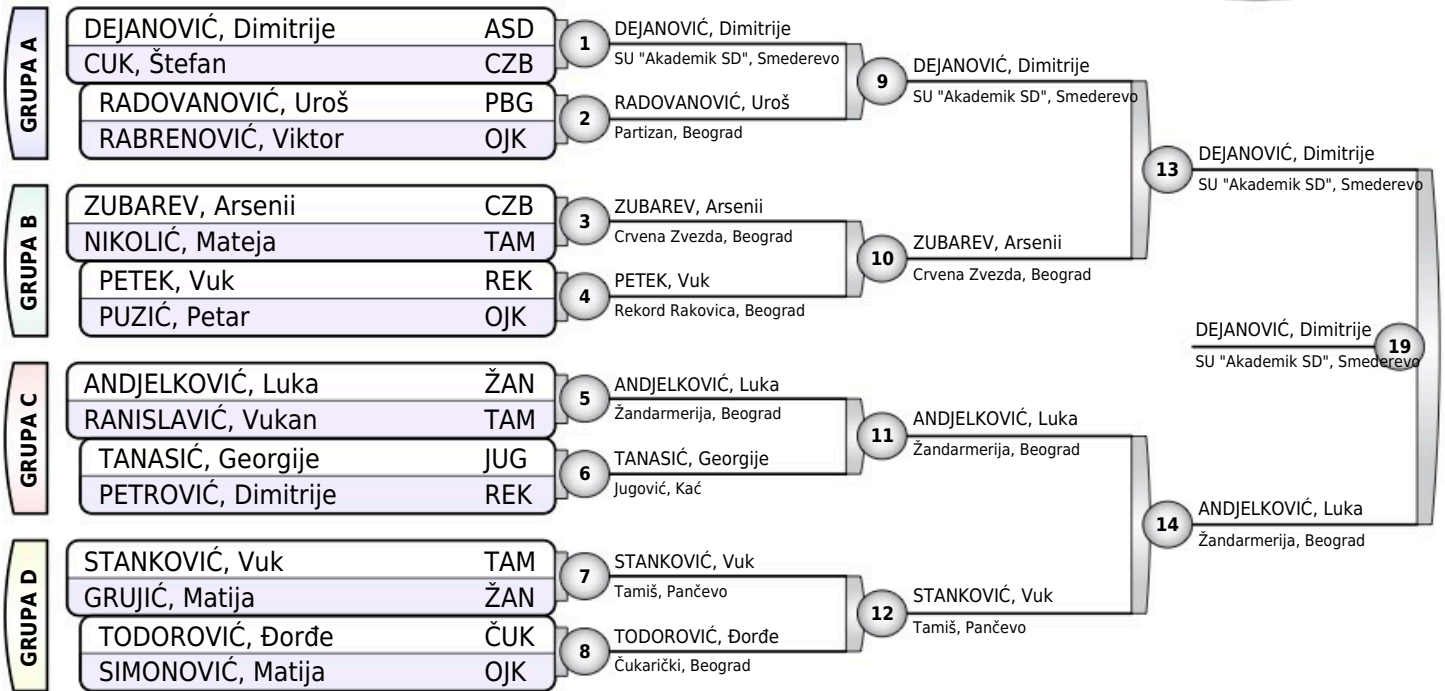 GRUPA A
DEJANOVIĆ, Dimitrije ASD
CUK, Štefan CZB
RADOVANOVIĆ, Uroš PBG
RABRENOVIĆ, Viktor OJK
GRUPA B
ZUBAREV, Arsenii CZB
NIKOLIĆ, Mateja TAM
PETEK, Vuk REK
PUZIĆ, Petar OJK
GRUPA C
ANDJELKOVIĆ, Luka ŽAN
RANISLAVIĆ, Vukan TAM
TANASIĆ, Georgije JUG
PETROVIĆ, Dimitrije REK
GRUPA D
STANKOVIĆ, Vuk TAM
GRUJIĆ, Matija ŽAN
TODOROVIĆ, Đorđe ČUK
SIMONOVIĆ, Matija OJK
1
DEJANOVIĆ, Dimitrije
SU "Akademik SD", Smederevo
2
RADOVANOVIĆ, Uroš
Partizan, Beograd
3
ZUBAREV, Arsenii
Crvena Zvezda, Beograd
4
PETEK, Vuk
Rekord Rakovica, Beograd
5
ANDJELKOVIĆ, Luka
Žandarmerija, Beograd
6
TANASIĆ, Georgije
Jugović, Kać
7
STANKOVIĆ, Vuk
Tamiš, Pančevo
8
TODOROVIĆ, Đorđe
Čukarički, Beograd
9
DEJANOVIĆ, Dimitrije
SU "Akademik SD", Smederevo
10
ZUBAREV, Arsenii
Crvena Zvezda, Beograd
11
ANDJELKOVIĆ, Luka
Žandarmerija, Beograd
12
STANKOVIĆ, Vuk
Tamiš, Pančevo
13
DEJANOVIĆ, Dimitrije
SU "Akademik SD", Smederevo
14
ANDJELKOVIĆ, Luka
Žandarmerija, Beograd
DEJANOVIĆ, Dimitrije
SU "Akademik SD", Smederevo
19